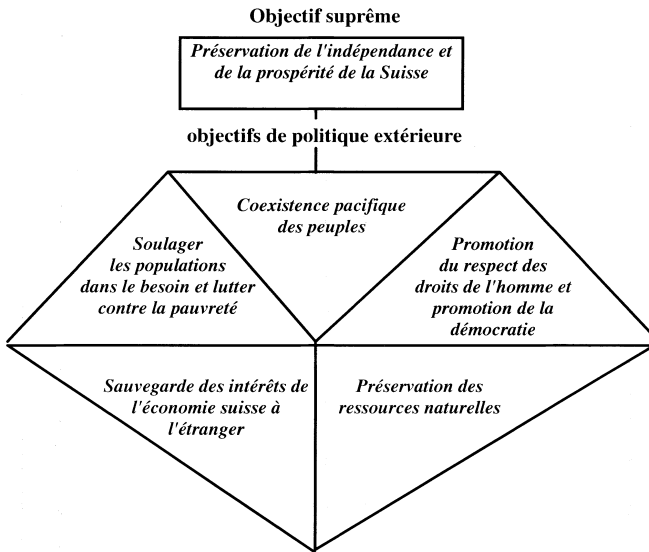 Objectif suprême
Préservation de l'indépendance et
de la prospérité de la Suisse
objectifs de politique extérieure
Coexistence pacifique
des peuples
Soulager
les populations
dans le besoin et lutter
contre la pauvreté
Promotion
du respect des
droits de l'homme et
promotion de la
démocratie
Sauvegarde des intérêts de
l'économie suisse à
l'étranger
Préservation des
ressources naturelles